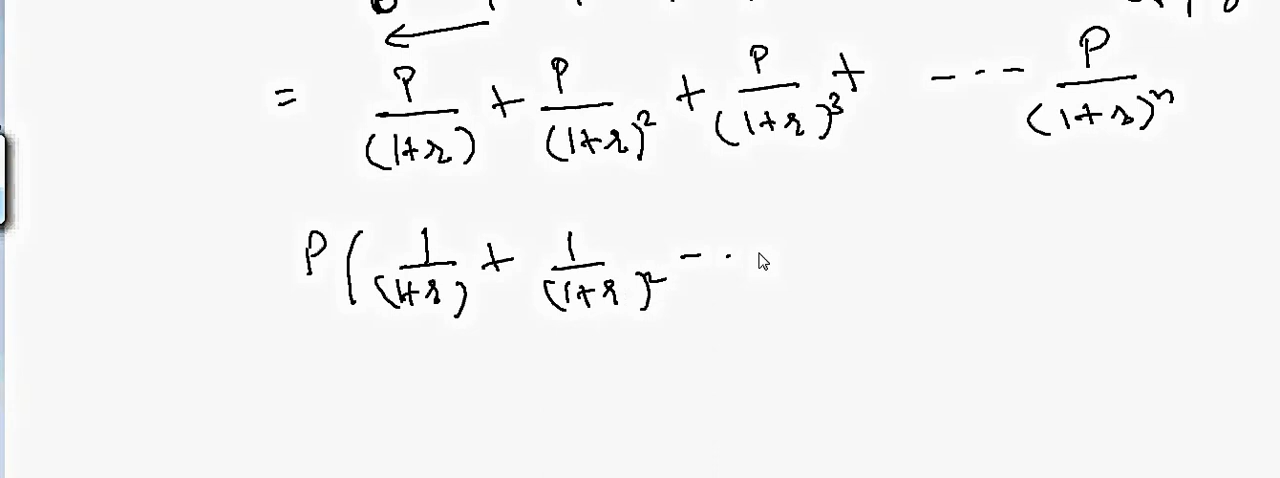 = P/(1+r) + P/(1+r)^2 + P/(1+r)^3 + ---- P/(1+r)^n
P ( 1/(1+r) + 1/(1+r)^2 - - .